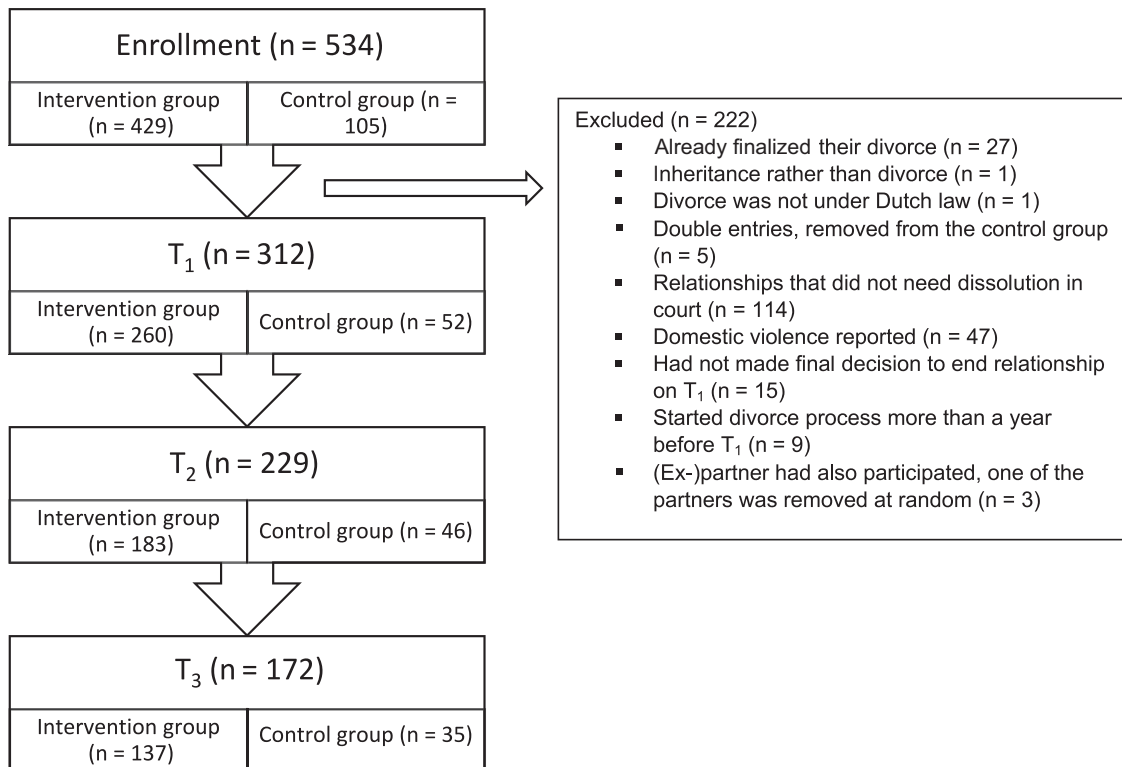 Enrollment (n = 534)
Intervention group
(n = 429)
Control group (n =
105)
Excluded (n = 222)
▪ Already finalized their divorce (n = 27)
▪ Inheritance rather than divorce (n = 1)
▪ Divorce was not under Dutch law (n = 1)
▪ Double entries, removed from the control group
(n = 5)
▪ Relationships that did not need dissolution in
court (n = 114)
▪ Domestic violence reported (n = 47)
▪ Had not made final decision to end relationship
on T₁ (n = 15)
▪ Started divorce process more than a year
before T₁ (n = 9)
▪ (Ex-)partner had also participated, one of the
partners was removed at random (n = 3)
T₁ (n = 312)
Intervention group
(n = 260)
Control group (n = 52)
T₂ (n = 229)
Intervention group
(n = 183)
Control group (n = 46)
T₃ (n = 172)
Intervention group
(n = 137)
Control group (n = 35)